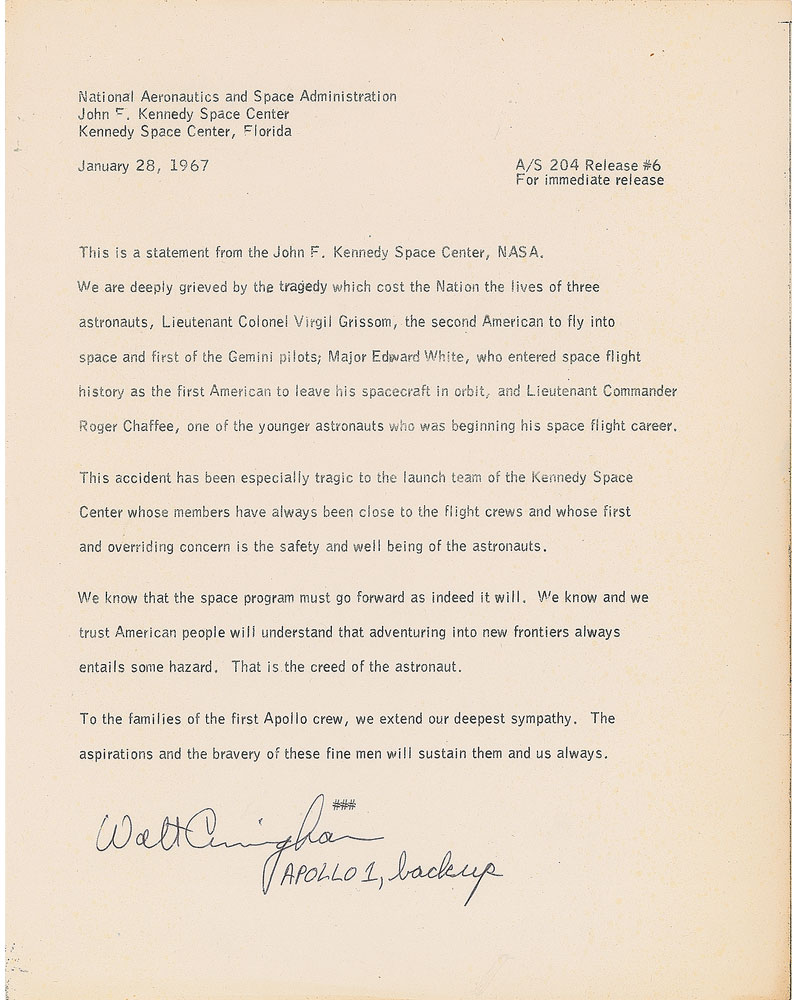 National Aeronautics and Space Administration
John F. Kennedy Space Center
Kennedy Space Center, Florida
January 28, 1967
A/S 204 Release #6
For immediate release
This is a statement from the John F. Kennedy Space Center, NASA.
We are deeply grieved by the tragedy which cost the Nation the lives of three
astronauts, Lieutenant Colonel Virgil Grissom, the second American to fly into
space and first of the Gemini pilots; Major Edward White, who entered space flight
history as the first American to leave his spacecraft in orbit, and Lieutenant Commander
Roger Chaffee, one of the younger astronauts who was beginning his space flight career.
This accident has been especially tragic to the launch team of the Kennedy Space
Center whose members have always been close to the flight crews and whose first
and overriding concern is the safety and well being of the astronauts.
We know that the space program must go forward as indeed it will. We know and we
trust American people will understand that adventuring into new frontiers always
entails some hazard. That is the creed of the astronaut.
To the families of the first Apollo crew, we extend our deepest sympathy. The
aspirations and the bravery of these fine men will sustain them and us always.
###
Walt Cunningham
APOLLO 1, backup